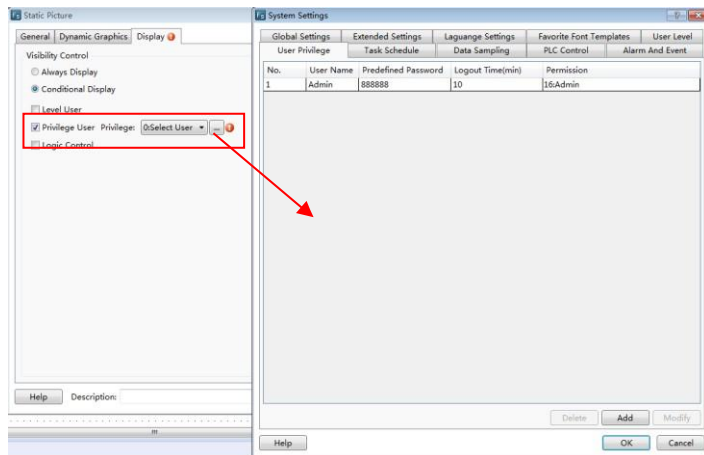 Static Picture
General Dynamic Graphics Display
Visibility Control
Always Display
Conditional Display
Level User
Privilege User Privilege: 0:Select User ...
Logic Control
Help Description:
System Settings
Global Settings Extended Settings Laguange Settings Favorite Font Templates User Level
User Privilege Task Schedule Data Sampling PLC Control Alarm And Event
No. User Name Predefined Password Logout Time(min) Permission
1 Admin 888888 10 16:Admin
Delete Add Modify
Help OK Cancel